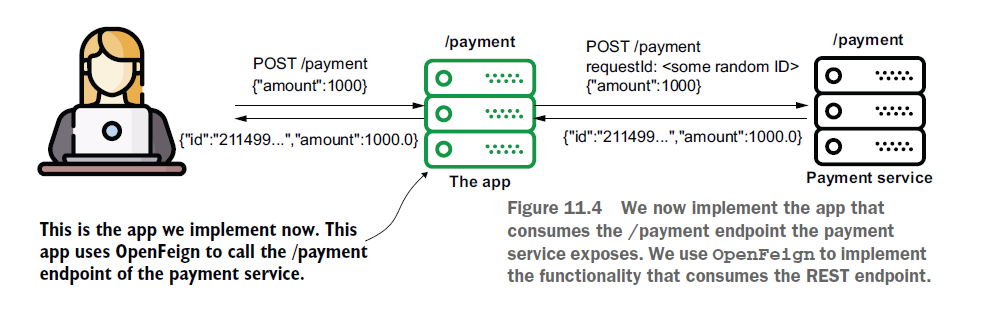 /payment
POST /payment
{"amount":1000}
{"id":"211499...","amount":1000.0}
The app
POST /payment
requestId: <some random ID>
{"amount":1000}
{"id":"211499...","amount":1000.0}
/payment
Payment service
This is the app we implement now. This
app uses OpenFeign to call the /payment
endpoint of the payment service.
Figure 11.4 We now implement the app that
consumes the /payment endpoint the payment
service exposes. We use OpenFeign to implement
the functionality that consumes the REST endpoint.